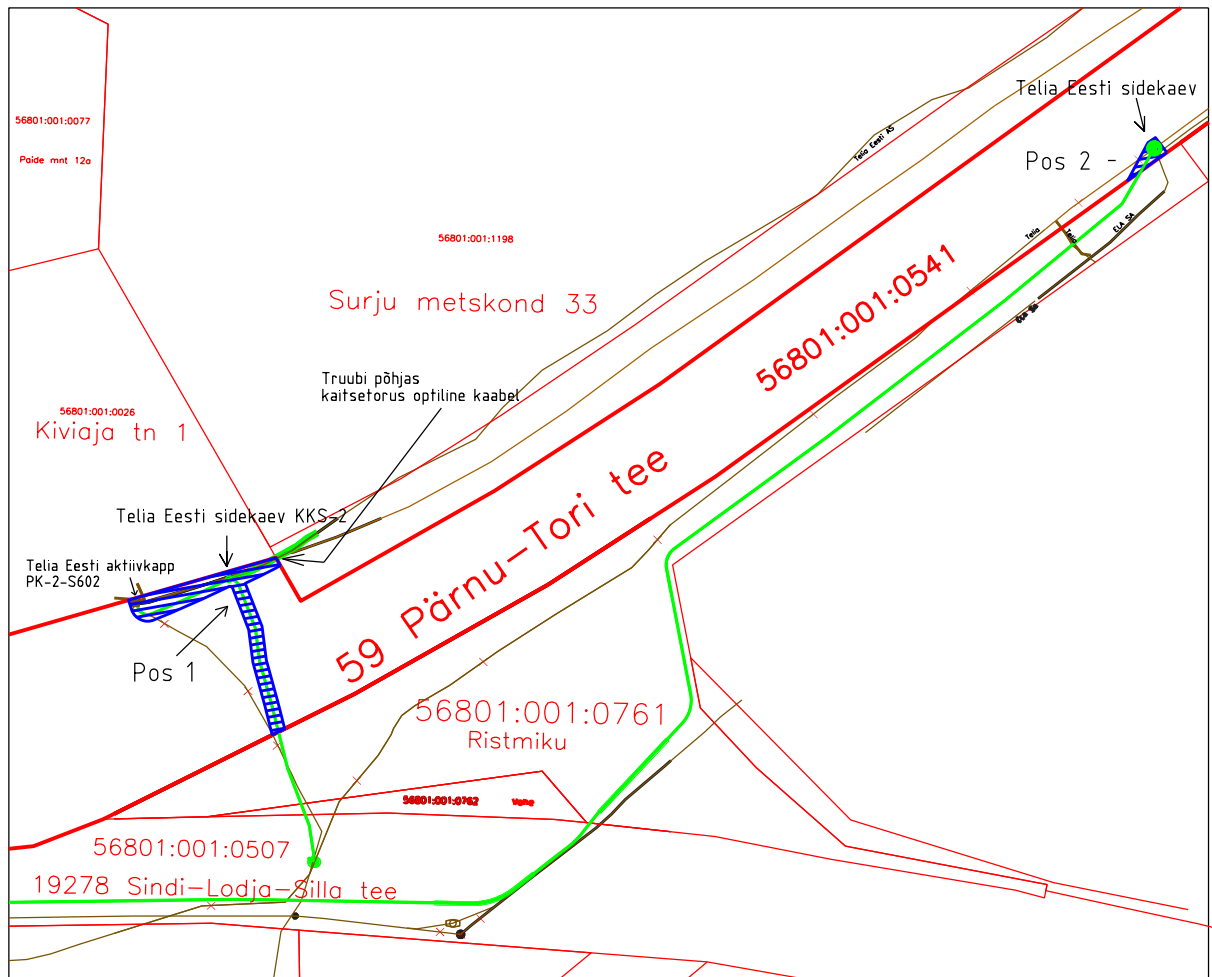 Telia Eesti sidekaev
56801:001:0077
Paide mnt 12a
Telia Eesti AS
Pos 2 -
ELA SA
Telia
Telia
56801:001:1198
Surju metskond 33
56801:001:0541
Truubi põhjas
kaitsetorus optiline kaabel
56801:001:0026
Kiviaja tn 1
59 Pärnu-Tori tee
Telia Eesti sidekaev KKS-2
Telia Eesti aktiivkapp
PK-2-S602
Pos 1
56801:001:0761
Ristmiku
56801:001:0762
56801:001:0507
19278 Sindi-Lodja-Silla tee